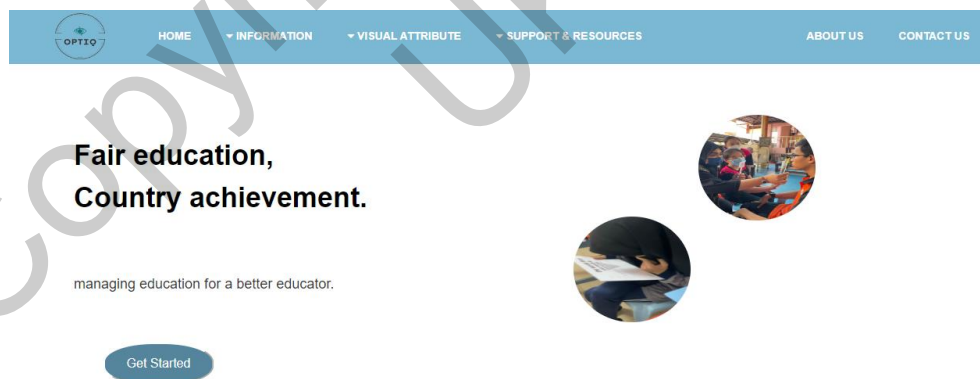 OPTIQ
HOME
INFORMATION
VISUAL ATTRIBUTE
SUPPORT & RESOURCES
ABOUT US
CONTACT US
Fair education,
Country achievement.
managing education for a better educator.
Get Started
Copy